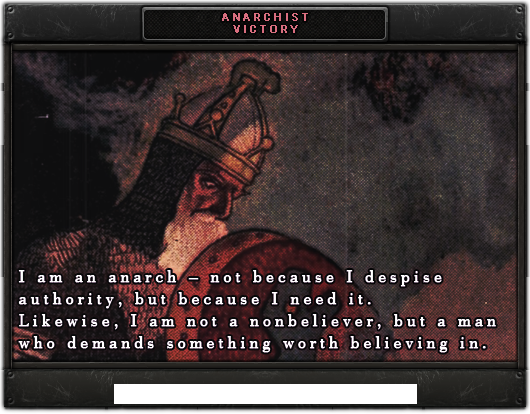 ANARCHIST
VICTORY
I am an anarch – not because I despise
authority, but because I need it.
Likewise, I am not a nonbeliever, but a man
who demands something worth believing in.